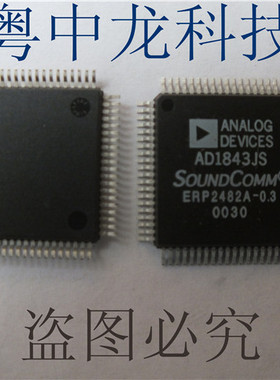 粤中龙科技
ANALOG
DEVICES
AD1843JS
SOUNDCOMM
ERP2482A-0.3
0030
盗图必究